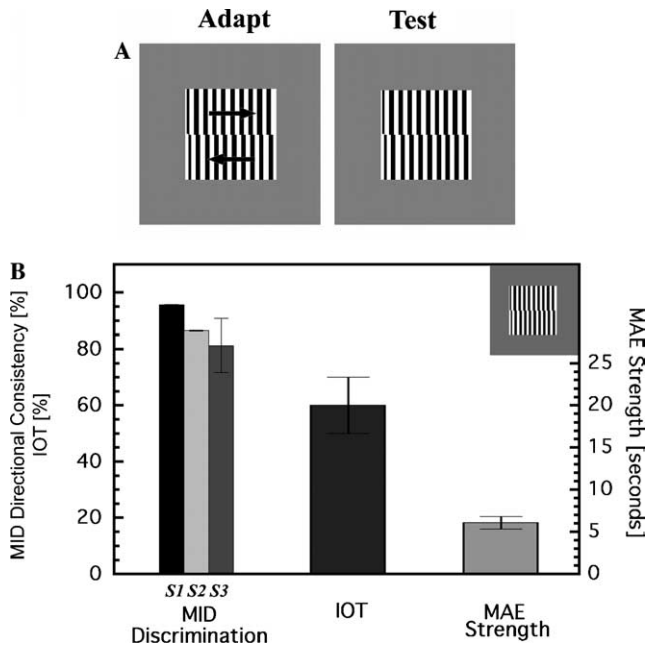 Adapt Test
A
B
MID Directional Consistency [%]
IOT [%]
100
80
60
40
20
0
S1 S2 S3
MID
Discrimination
IOT
MAE
Strength
25
20
15
10
5
0
MAE Strength [seconds]